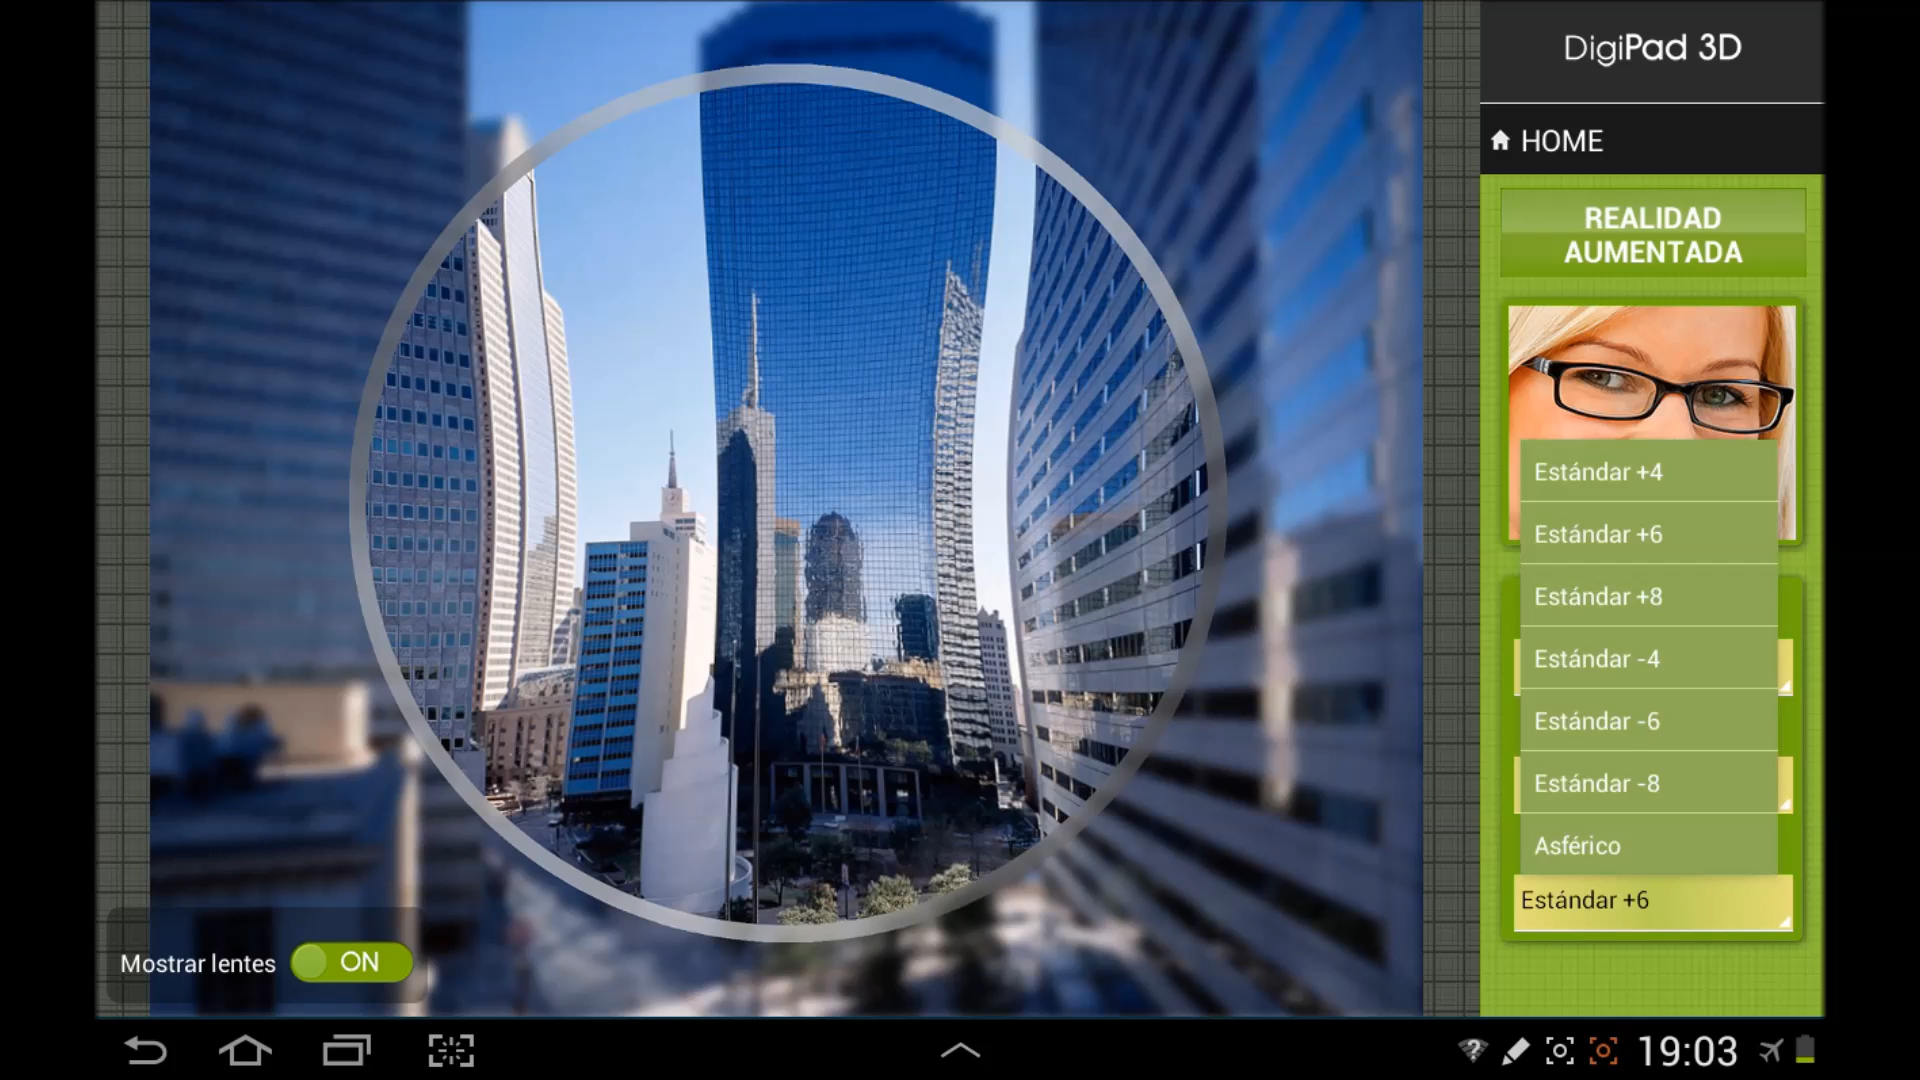 DigiPad 3D
HOME
REALIDAD
AUMENTADA
Estándar +4
Estándar +6
Estándar +8
Estándar -4
Estándar -6
Estándar -8
Asférico
Estándar +6
Mostrar lentes ON
19:03